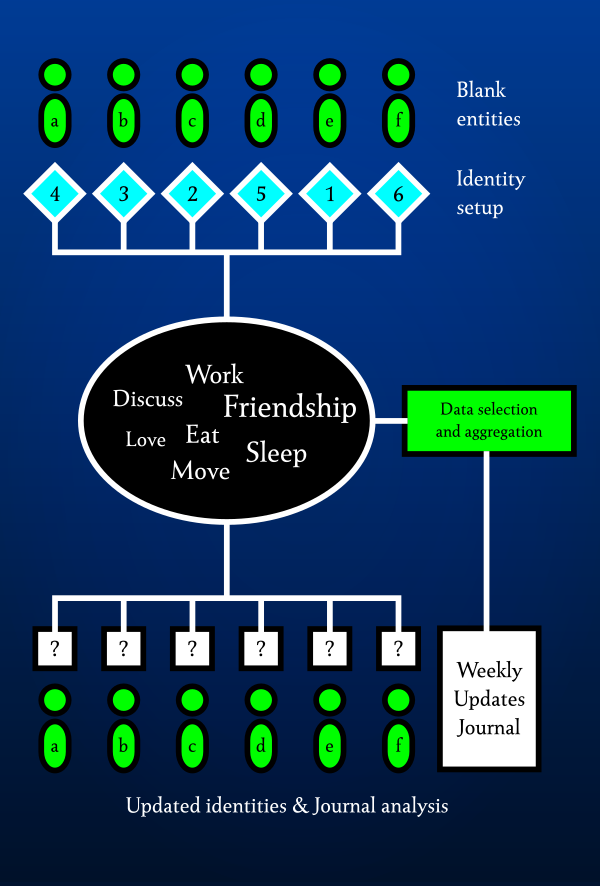 Blank
entities
a b c d e f
Identity
setup
4 3 2 5 1 6
Work
Discuss
Friendship
Love
Eat
Sleep
Move
Data selection
and aggregation
? ? ? ? ? ?
a b c d e f
Weekly
Updates
Journal
Updated identities & Journal analysis